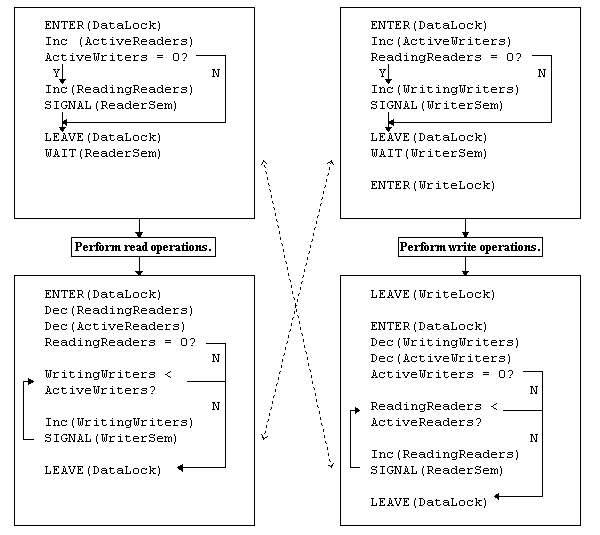 ENTER(DataLock)
Inc (ActiveReaders)
ActiveWriters = 0?
Y
N
Inc(ReadingReaders)
SIGNAL(ReaderSem)
LEAVE(DataLock)
WAIT(ReaderSem)
ENTER(DataLock)
Inc(ActiveWriters)
ReadingReaders = 0?
Y
N
Inc(WritingWriters)
SIGNAL(WriterSem)
LEAVE(DataLock)
WAIT(WriterSem)
ENTER(WriteLock)
Perform read operations.
Perform write operations.
ENTER(DataLock)
Dec(ReadingReaders)
Dec(ActiveReaders)
ReadingReaders = 0?
N
WritingWriters <
ActiveWriters?
N
Inc(WritingWriters)
SIGNAL(WriterSem)
LEAVE(DataLock)
LEAVE(WriteLock)
ENTER(DataLock)
Dec(WritingWriters)
Dec(ActiveWriters)
ActiveWriters = 0?
N
ReadingReaders <
ActiveReaders?
N
Inc(ReadingReaders)
SIGNAL(ReaderSem)
LEAVE(DataLock)